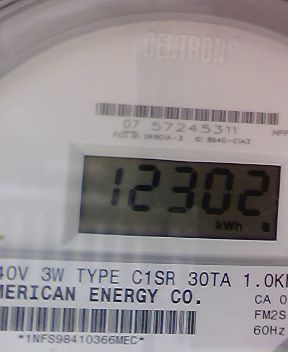 CENTRON®
07 57245311
12302
kWh
40V 3W TYPE C1SR 30TA 1.0K
MERICAN ENERGY CO.
CA 0
FM2S
60Hz
*1NFS98410366MEC*